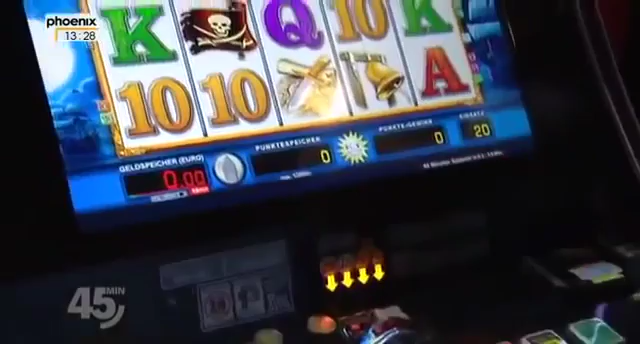 phoenix
13:28
K Q 10 K
10 10 A
GELDSPEICHER (EURO)
0.00
PUNKTESPEICHER
0
PUNKTE-GEWINN
0
EINSATZ
20
45 MIN